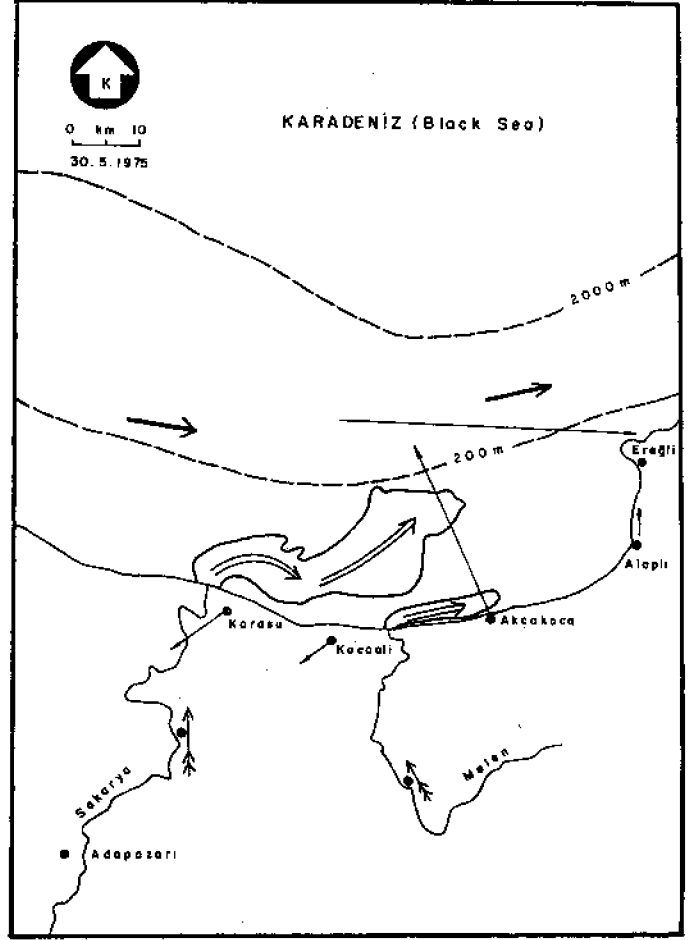 K
KARADENİZ (Black Sea)
0 km 10
30.5.1975
2000 m
200 m
Ereğli
Alaplı
Karasu
Kocaali
Akçakoca
Melen
Sakarya
Adapazarı